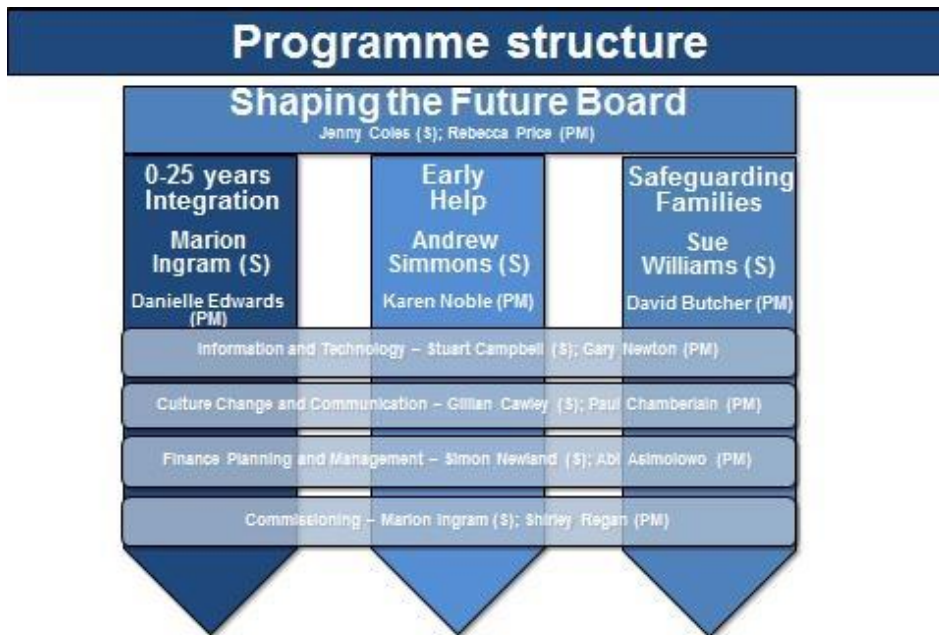 Programme structure
Shaping the Future Board
Jenny Coles (S); Rebecca Price (PM)
0-25 years
Integration
Marion
Ingram (S)
Danielle Edwards
(PM)
Early
Help
Andrew
Simmons (S)
Karen Noble (PM)
Safeguarding
Families
Sue
Williams (S)
David Butcher (PM)
Information and Technology – Stuart Campbell (S); Gary Newton (PM)
Culture Change and Communication – Gillian Cawley (S); Paul Chamberlain (PM)
Finance Planning and Management – Simon Newland (S); Abi Asimolowo (PM)
Commissioning – Marion Ingram (S); Shirley Regan (PM)